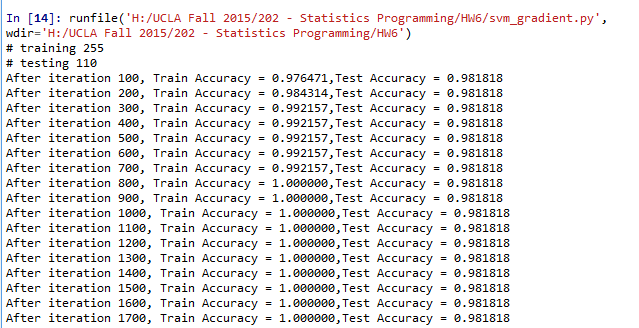 In [14]: runfile('H:/UCLA Fall 2015/202 - Statistics Programming/HW6/svm_gradient.py',
wdir='H:/UCLA Fall 2015/202 - Statistics Programming/HW6')
# training 255
# testing 110
After iteration 100, Train Accuracy = 0.976471,Test Accuracy = 0.981818
After iteration 200, Train Accuracy = 0.984314,Test Accuracy = 0.981818
After iteration 300, Train Accuracy = 0.992157,Test Accuracy = 0.981818
After iteration 400, Train Accuracy = 0.992157,Test Accuracy = 0.981818
After iteration 500, Train Accuracy = 0.992157,Test Accuracy = 0.981818
After iteration 600, Train Accuracy = 0.992157,Test Accuracy = 0.981818
After iteration 700, Train Accuracy = 0.992157,Test Accuracy = 0.981818
After iteration 800, Train Accuracy = 1.000000,Test Accuracy = 0.981818
After iteration 900, Train Accuracy = 1.000000,Test Accuracy = 0.981818
After iteration 1000, Train Accuracy = 1.000000,Test Accuracy = 0.981818
After iteration 1100, Train Accuracy = 1.000000,Test Accuracy = 0.981818
After iteration 1200, Train Accuracy = 1.000000,Test Accuracy = 0.981818
After iteration 1300, Train Accuracy = 1.000000,Test Accuracy = 0.981818
After iteration 1400, Train Accuracy = 1.000000,Test Accuracy = 0.981818
After iteration 1500, Train Accuracy = 1.000000,Test Accuracy = 0.981818
After iteration 1600, Train Accuracy = 1.000000,Test Accuracy = 0.981818
After iteration 1700, Train Accuracy = 1.000000,Test Accuracy = 0.981818